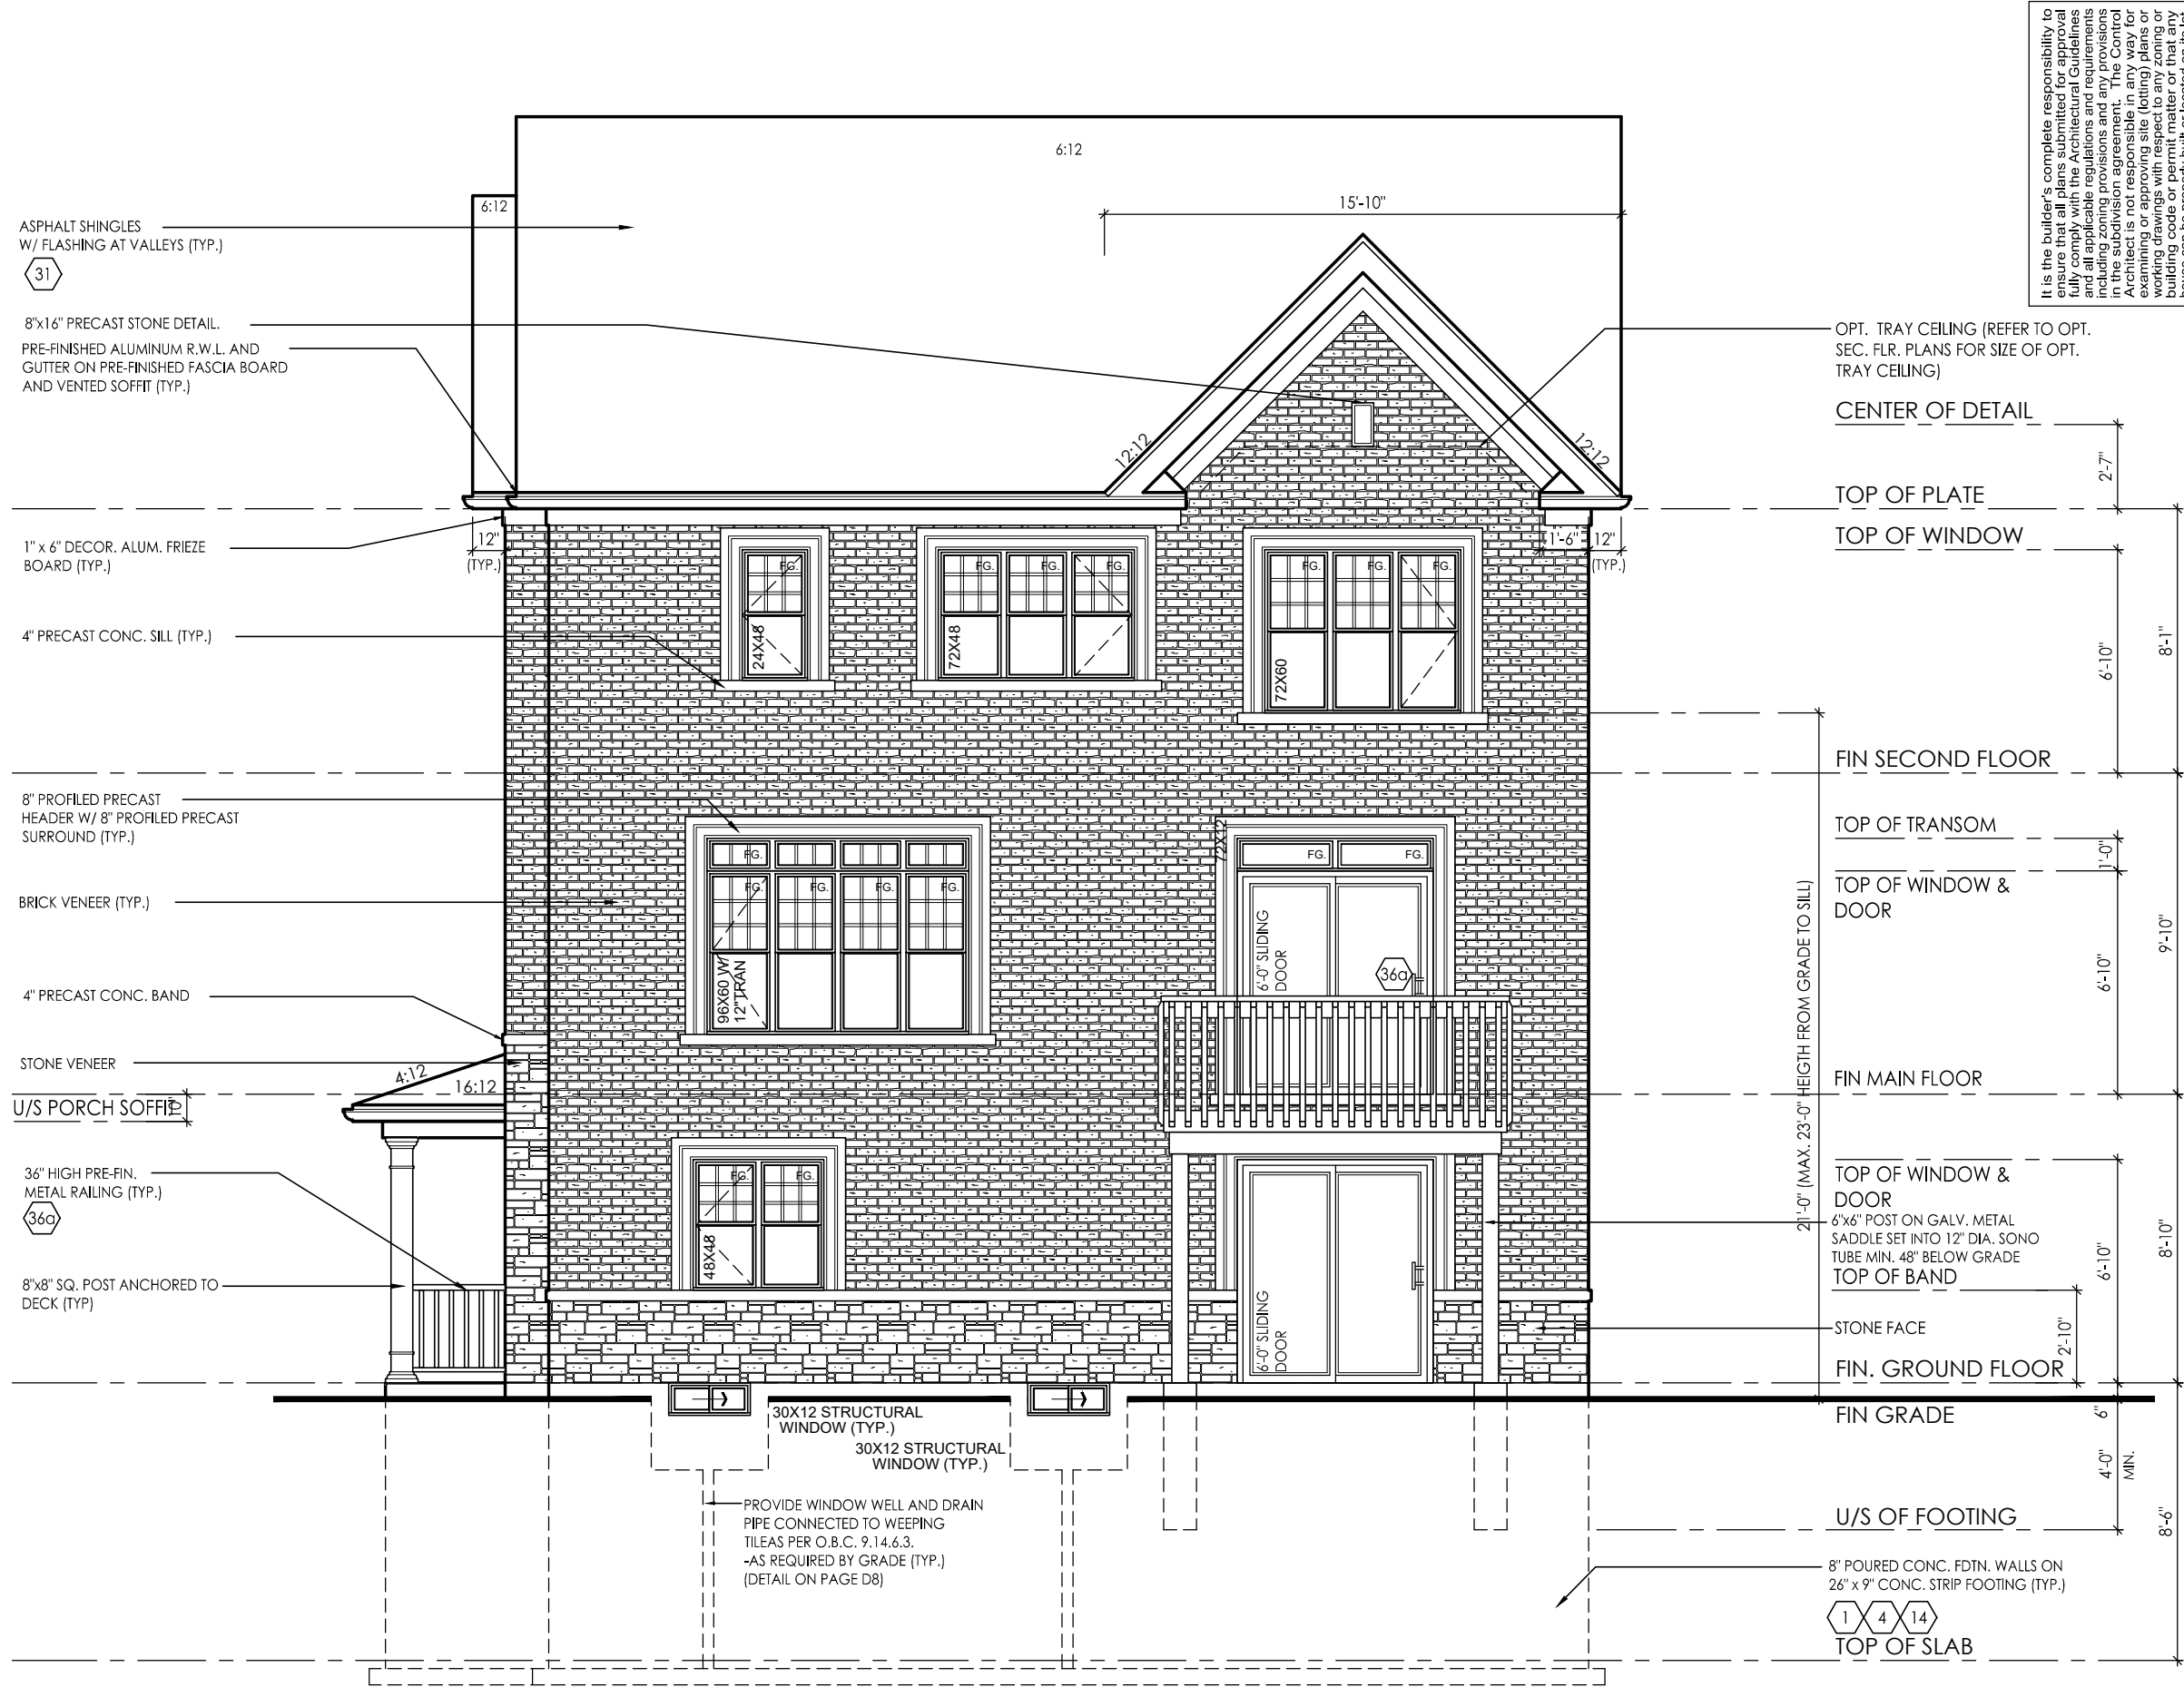 It is the builder's complete responsibility to
ensure that all plans submitted for approval
fully comply with the Architectural Guidelines
and all applicable regulations and requirements
including zoning provisions and any provisions
in the subdivision agreement. The Control
Architect is not responsible in any way for
examining or approving site (lotting) plans or
working drawings with respect to any zoning or
building code or permit matter or that any
6:12
6:12
15'-10"
12:12
12:12
ASPHALT SHINGLES
W/ FLASHING AT VALLEYS (TYP.)
31
8"x16" PRECAST STONE DETAIL.
PRE-FINISHED ALUMINUM R.W.L. AND
GUTTER ON PRE-FINISHED FASCIA BOARD
AND VENTED SOFFIT (TYP.)
1" x 6" DECOR. ALUM. FRIEZE
BOARD (TYP.)
12"
(TYP.)
4" PRECAST CONC. SILL (TYP.)
8" PROFILED PRECAST
HEADER W/ 8" PROFILED PRECAST
SURROUND (TYP.)
BRICK VENEER (TYP.)
4" PRECAST CONC. BAND
STONE VENEER
4:12
16:12
U/S PORCH SOFFIT
36" HIGH PRE-FIN.
METAL RAILING (TYP.)
36a
8"x8" SQ. POST ANCHORED TO
DECK (TYP)
FG.
24X48
FG.
FG.
FG.
72X48
FG.
FG.
FG.
72X60
1'-6"
12"
(TYP.)
FG.
FG.
FG.
FG.
FG.
96X60 W/
12"TRAN
72X12
FG.
FG.
6'-0" SLIDING
DOOR
36a
FG.
FG.
48X48
6'-0" SLIDING
DOOR
30X12 STRUCTURAL
WINDOW (TYP.)
30X12 STRUCTURAL
WINDOW (TYP.)
PROVIDE WINDOW WELL AND DRAIN
PIPE CONNECTED TO WEEPING
TILEAS PER O.B.C. 9.14.6.3.
-AS REQUIRED BY GRADE (TYP.)
(DETAIL ON PAGE D8)
OPT. TRAY CEILING (REFER TO OPT.
SEC. FLR. PLANS FOR SIZE OF OPT.
TRAY CEILING)
CENTER OF DETAIL
2'-7"
TOP OF PLATE
TOP OF WINDOW
6'-10"
8'-1"
FIN SECOND FLOOR
TOP OF TRANSOM
1'-0"
TOP OF WINDOW &
DOOR
6'-10"
9'-10"
21'-0" (MAX. 23'-0" HEIGTH FROM GRADE TO SILL)
FIN MAIN FLOOR
TOP OF WINDOW &
DOOR
6"x6" POST ON GALV. METAL
SADDLE SET INTO 12" DIA. SONO
TUBE MIN. 48" BELOW GRADE
TOP OF BAND
6'-10"
8'-10"
STONE FACE
2'-10"
FIN. GROUND FLOOR
FIN GRADE
6"
4'-0"
MIN.
U/S OF FOOTING
8'-6"
8" POURED CONC. FDTN. WALLS ON
26" x 9" CONC. STRIP FOOTING (TYP.)
1 4 14
TOP OF SLAB